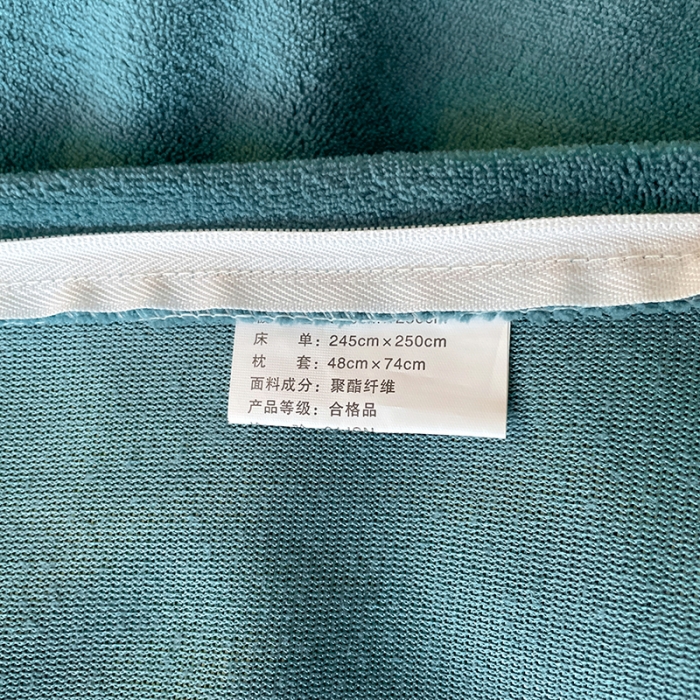 床　单：245cm×250cm
枕　套：48cm×74cm
面料成分：聚酯纤维
产品等级：合格品